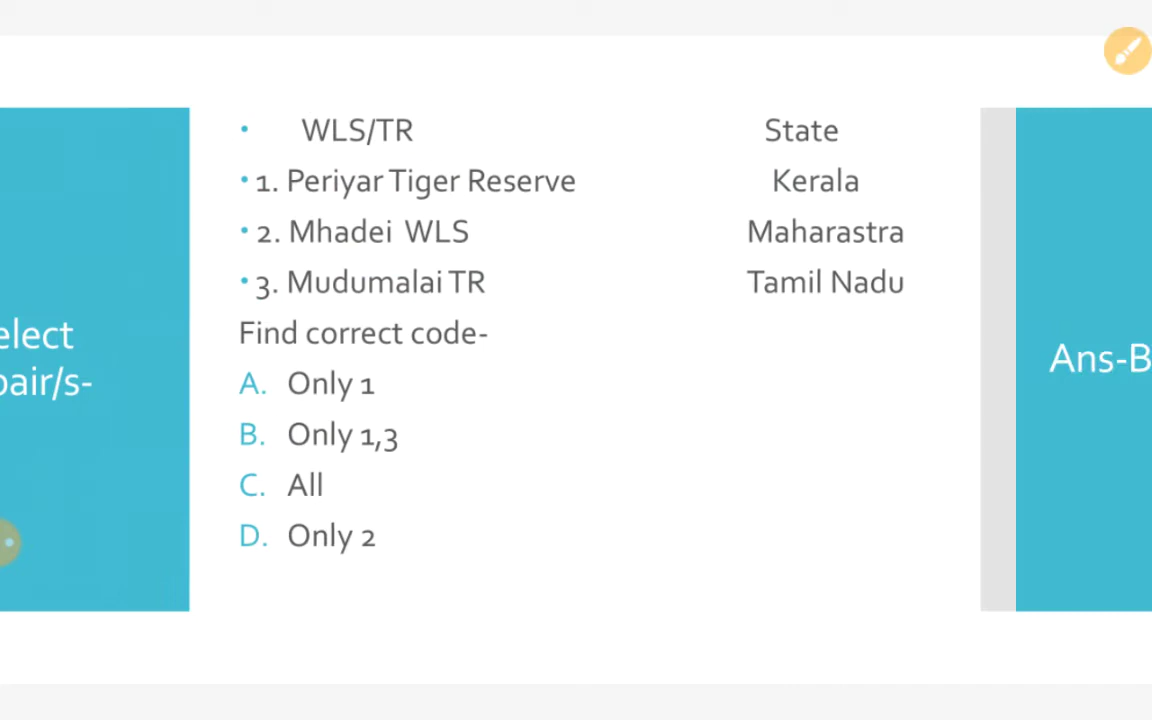 elect
pair/s-
• WLS/TR State
• 1. Periyar Tiger Reserve Kerala
• 2. Mhadei WLS Maharastra
• 3. Mudumalai TR Tamil Nadu
Find correct code-
A. Only 1
B. Only 1,3
C. All
D. Only 2
Ans-B